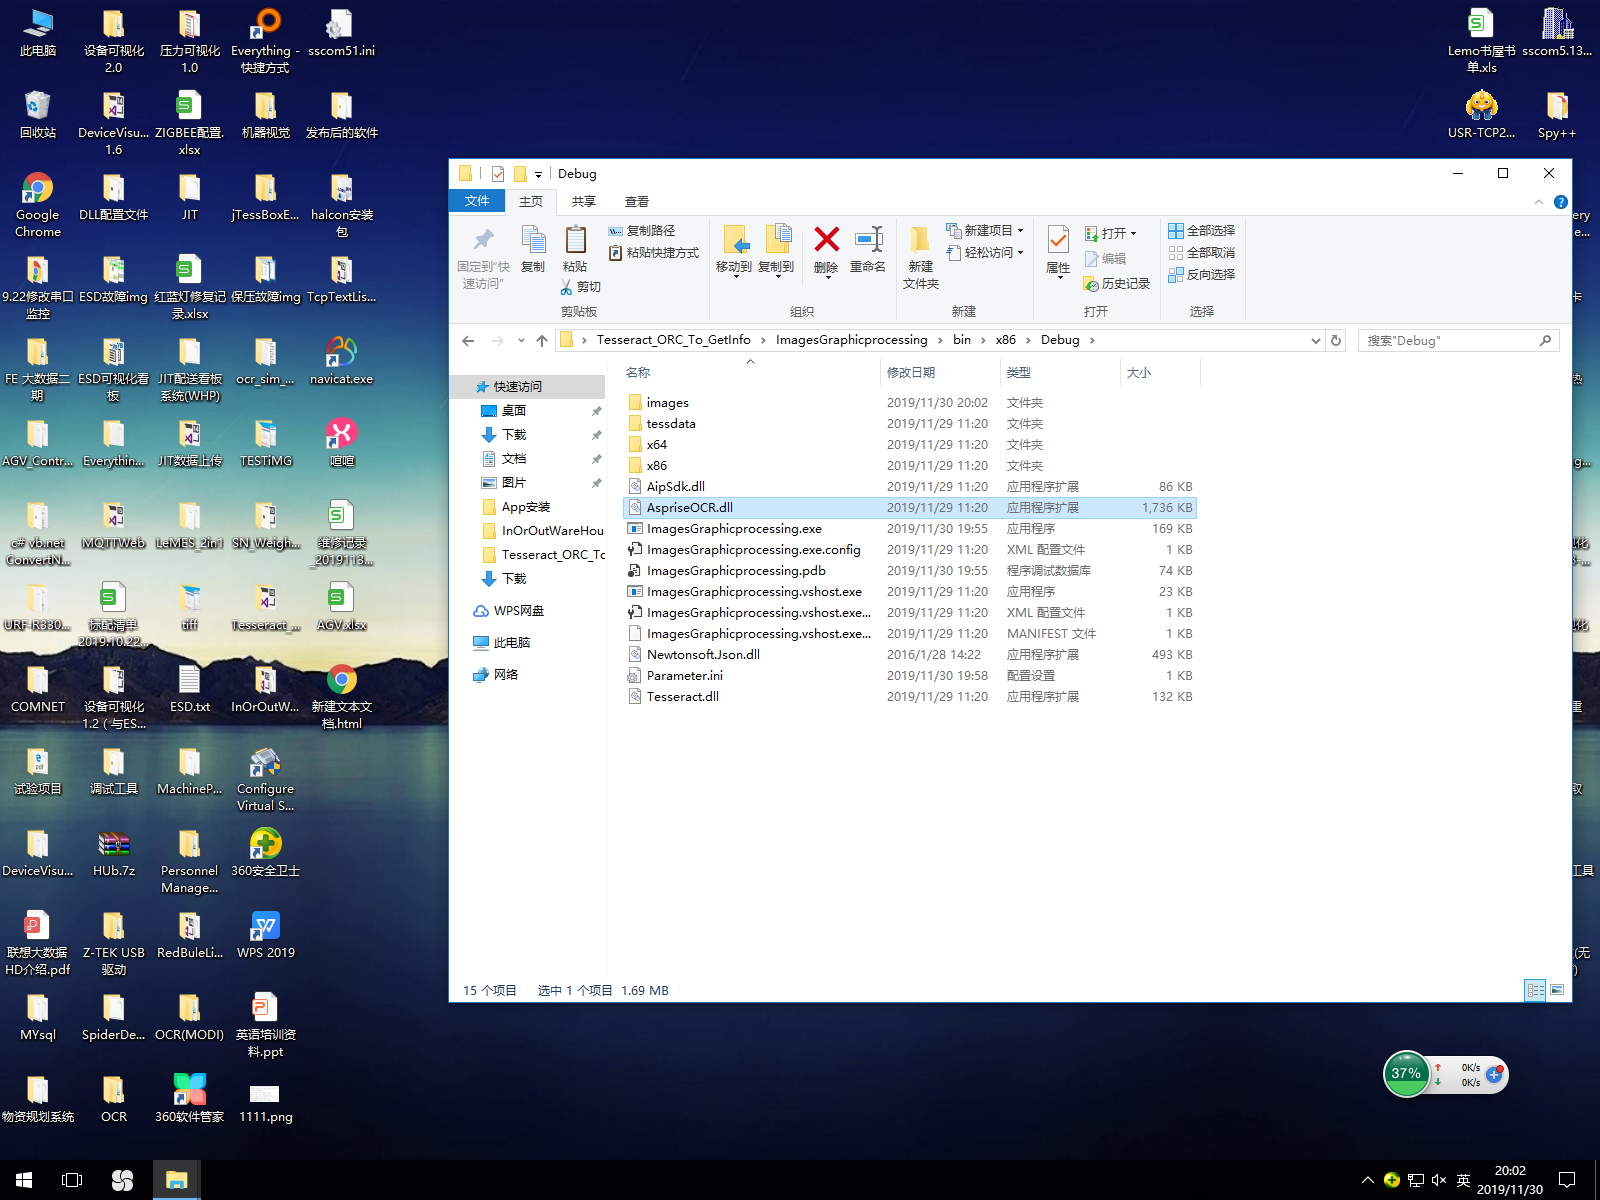 此电脑
设备可视化
2.0
压力可视化
1.0
Everything -
快捷方式
sscom51.ini
回收站
DeviceVisu...
1.6
ZIGBEE配置.
xlsx
机器视觉
发布后的软件
Google
Chrome
DLL配置文件
JIT
jTessBoxE...
halcon安装
包
9.22修改串口
监控
ESD故障img
红蓝灯修复记
录.xlsx
保压故障img
TcpTextLis...
FE 大数据二
期
ESD可视化看
板
JIT配送看板
系统(WHP)
ocr_sim_...
navicat.exe
AGV_Contr...
Everythin...
JIT数据上传
TESTiMG
喧喧
c# vb.net
ConvertN...
MQTTWeb
LeMES_2in1
SN_Weigh...
维修记录
_2019113...
URF-R330...
标配清单
2019.10.22...
tiff
Tesseract_...
AGV.xlsx
COMNET
设备可视化
1.2 ( 与ES...
ESD.txt
InOrOutW...
新建文本文
档.html
试验项目
调试工具
MachineP...
Configure
Virtual S...
DeviceVisu...
HUb.7z
Personnel
Manage...
360安全卫士
联想大数据
HD介绍.pdf
Z-TEK USB
驱动
RedBuleLi...
WPS 2019
MYsql
SpiderDe...
OCR(MODI)
英语培训资
料.ppt
物资规划系统
OCR
360软件管家
1111.png
Lemo书屋书
单.xls
sscom5.13...
USR-TCP2...
Spy++
Debug
文件
主页
共享
查看
固定到"快
速访问"
复制
粘贴
复制路径
粘贴快捷方式
剪切
剪贴板
移动到
复制到
删除
重命名
组织
新建
文件夹
新建项目
轻松访问
新建
属性
打开
编辑
历史记录
打开
全部选择
全部取消
反向选择
选择
Tesseract_ORC_To_GetInfo
ImagesGraphicprocessing
bin
x86
Debug
搜索"Debug"
快速访问
桌面
下载
文档
图片
App安装
InOrOutWareHou
Tesseract_ORC_Tc
下载
WPS网盘
此电脑
网络
名称 修改日期 类型 大小
images 2019/11/30 20:02 文件夹
tessdata 2019/11/29 11:20 文件夹
x64 2019/11/29 11:20 文件夹
x86 2019/11/29 11:20 文件夹
AipSdk.dll 2019/11/29 11:20 应用程序扩展 86 KB
AspriseOCR.dll 2019/11/29 11:20 应用程序扩展 1,736 KB
ImagesGraphicprocessing.exe 2019/11/30 19:55 应用程序 169 KB
ImagesGraphicprocessing.exe.config 2019/11/29 11:20 XML 配置文件 1 KB
ImagesGraphicprocessing.pdb 2019/11/30 19:55 程序调试数据库 74 KB
ImagesGraphicprocessing.vshost.exe 2019/11/29 11:20 应用程序 23 KB
ImagesGraphicprocessing.vshost.exe... 2019/11/29 11:20 XML 配置文件 1 KB
ImagesGraphicprocessing.vshost.exe... 2019/11/29 11:20 MANIFEST 文件 1 KB
Newtonsoft.Json.dll 2016/1/28 14:22 应用程序扩展 493 KB
Parameter.ini 2019/11/30 19:58 配置设置 1 KB
Tesseract.dll 2019/11/29 11:20 应用程序扩展 132 KB
15 个项目 选中 1 个项目 1.69 MB
37%
0K/s
0K/s
英
20:02
2019/11/30